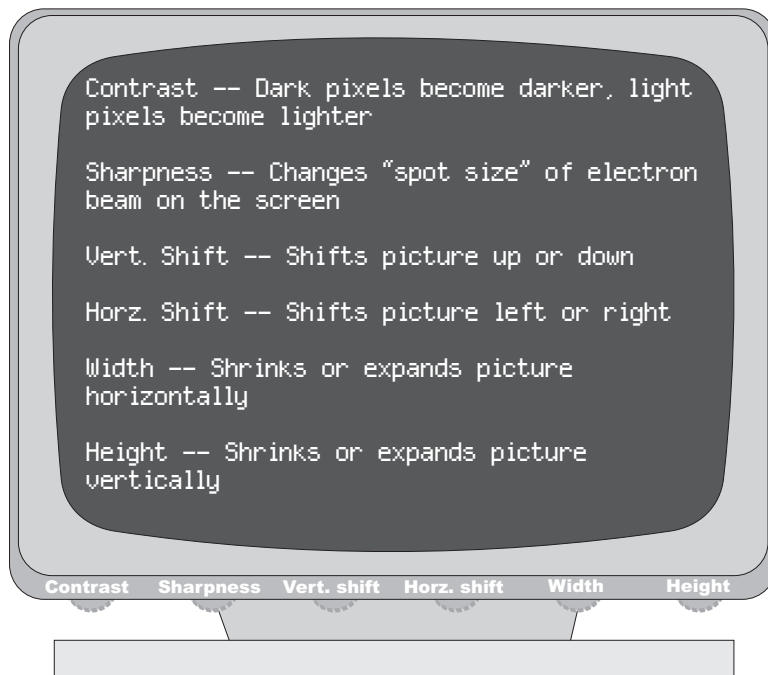 Contrast -- Dark pixels become darker, light
pixels become lighter
Sharpness -- Changes “spot size” of electron
beam on the screen
Vert. Shift -- Shifts picture up or down
Horz. Shift -- Shifts picture left or right
Width -- Shrinks or expands picture
horizontally
Height -- Shrinks or expands picture
vertically
Contrast Sharpness Vert. shift Horz. shift Width Height